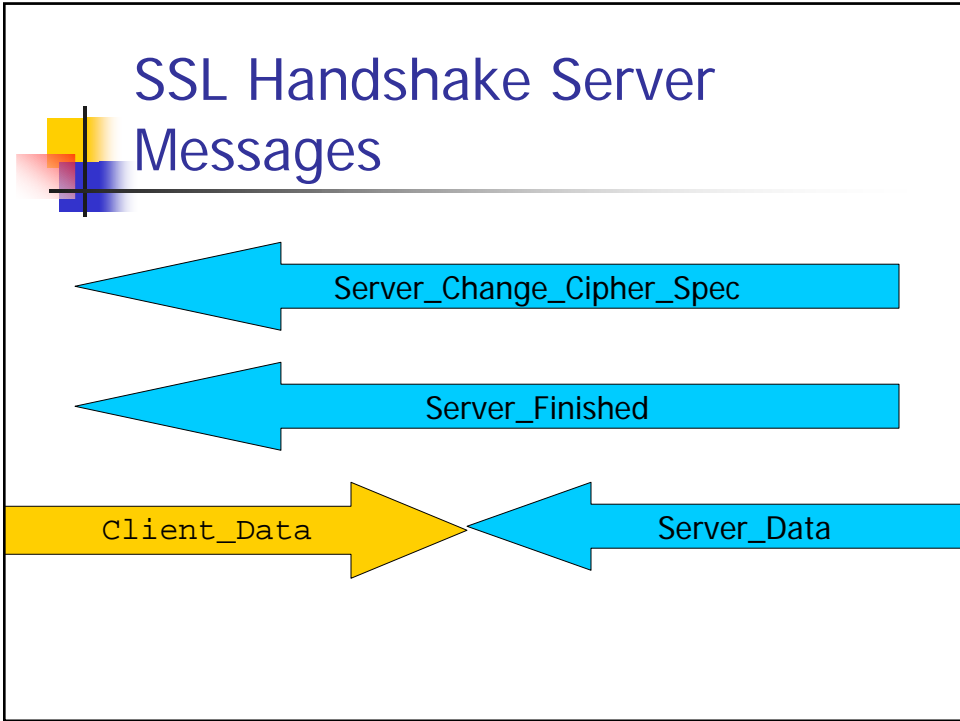 SSL Handshake Server
Messages
Server_Change_Cipher_Spec
Server_Finished
Client_Data
Server_Data